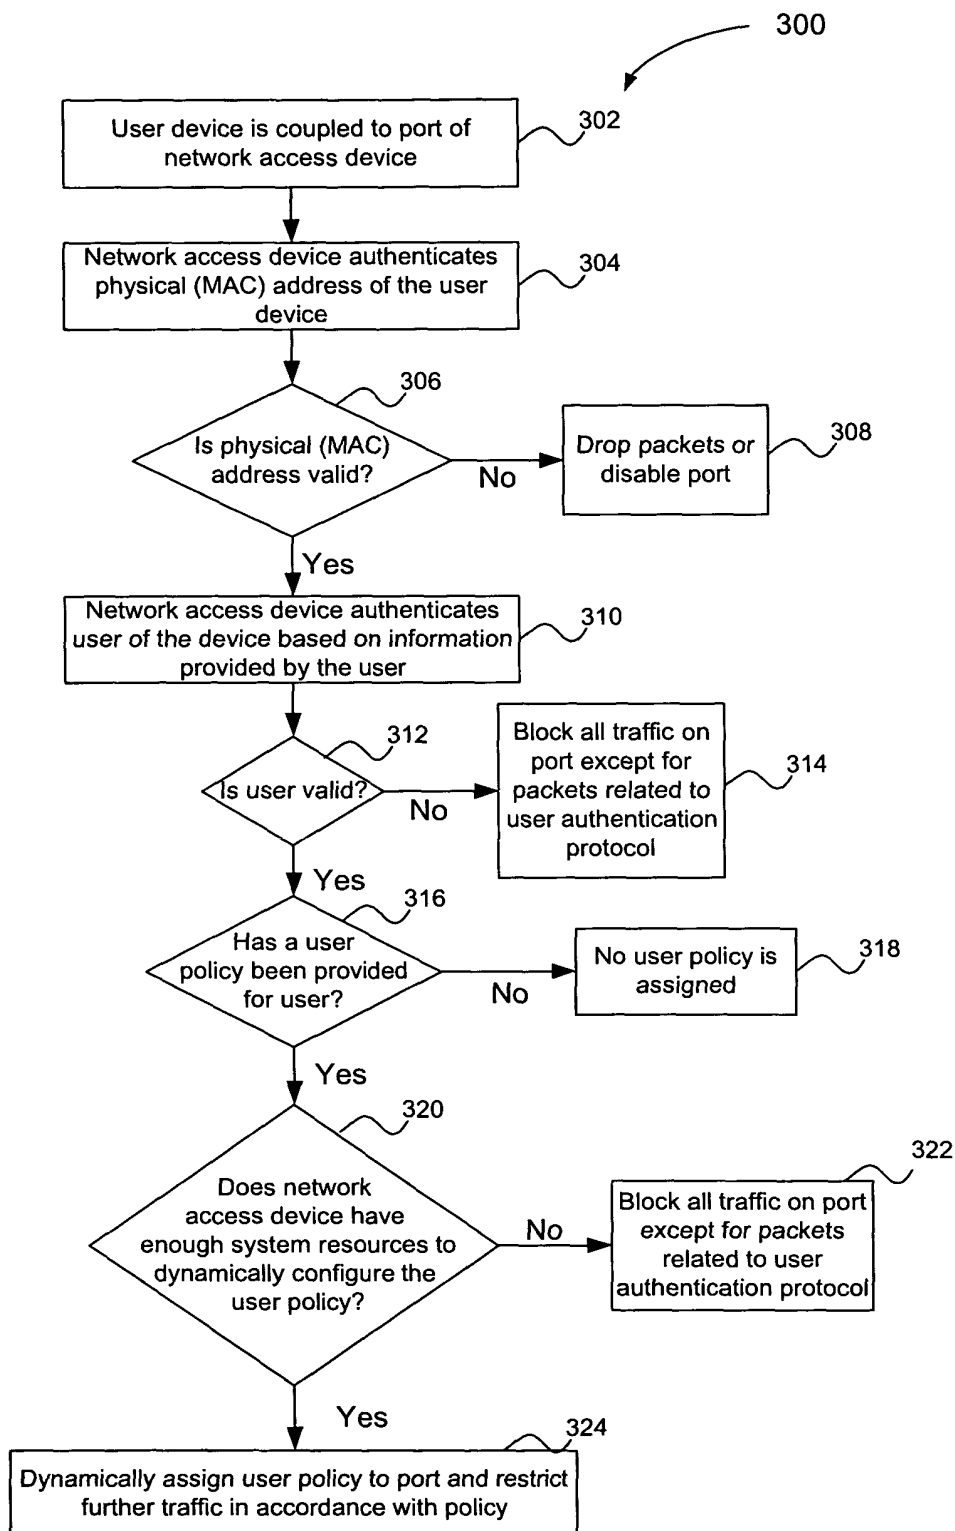 300
User device is coupled to port of
network access device
302
Network access device authenticates
physical (MAC) address of the user
device
304
306
Is physical (MAC)
address valid?
No
Drop packets or
disable port
308
Yes
Network access device authenticates
user of the device based on information
provided by the user
310
312
Is user valid?
No
Block all traffic on
port except for
packets related to
user authentication
protocol
314
Yes
316
Has a user
policy been provided
for user?
No
No user policy is
assigned
318
Yes
320
Does network
access device have
enough system resources to
dynamically configure the
user policy?
No
322
Block all traffic on port
except for packets
related to user
authentication protocol
Yes
324
Dynamically assign user policy to port and restrict
further traffic in accordance with policy